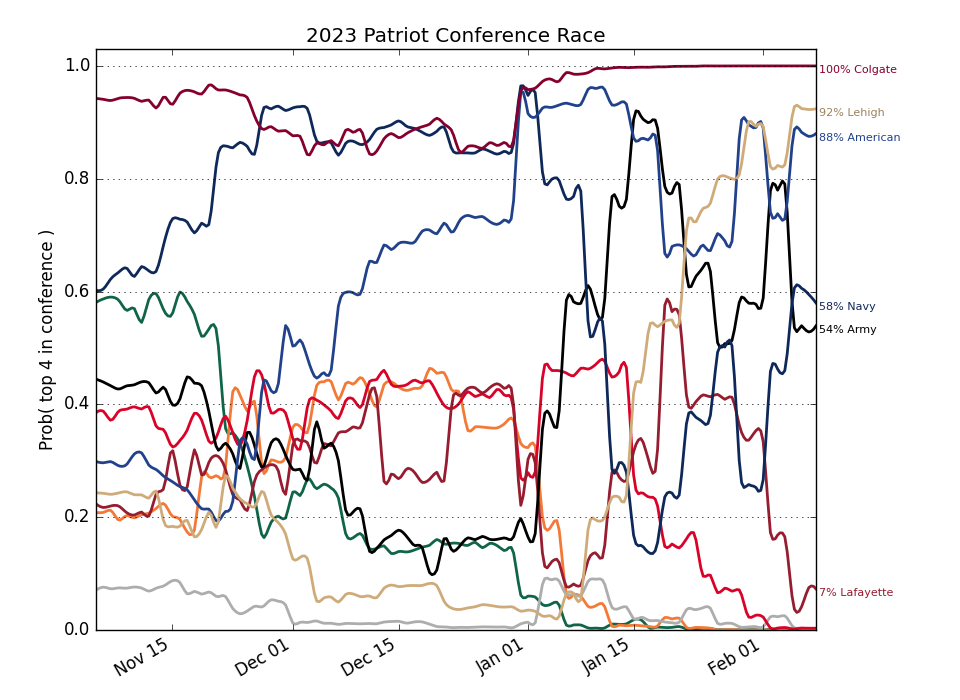 2023 Patriot Conference Race
Prob( top 4 in conference )
1.0
0.8
0.6
0.4
0.2
0.0
Nov 15
Dec 01
Dec 15
Jan 01
Jan 15
Feb 01
100% Colgate
92% Lehigh
88% American
58% Navy
54% Army
7% Lafayette